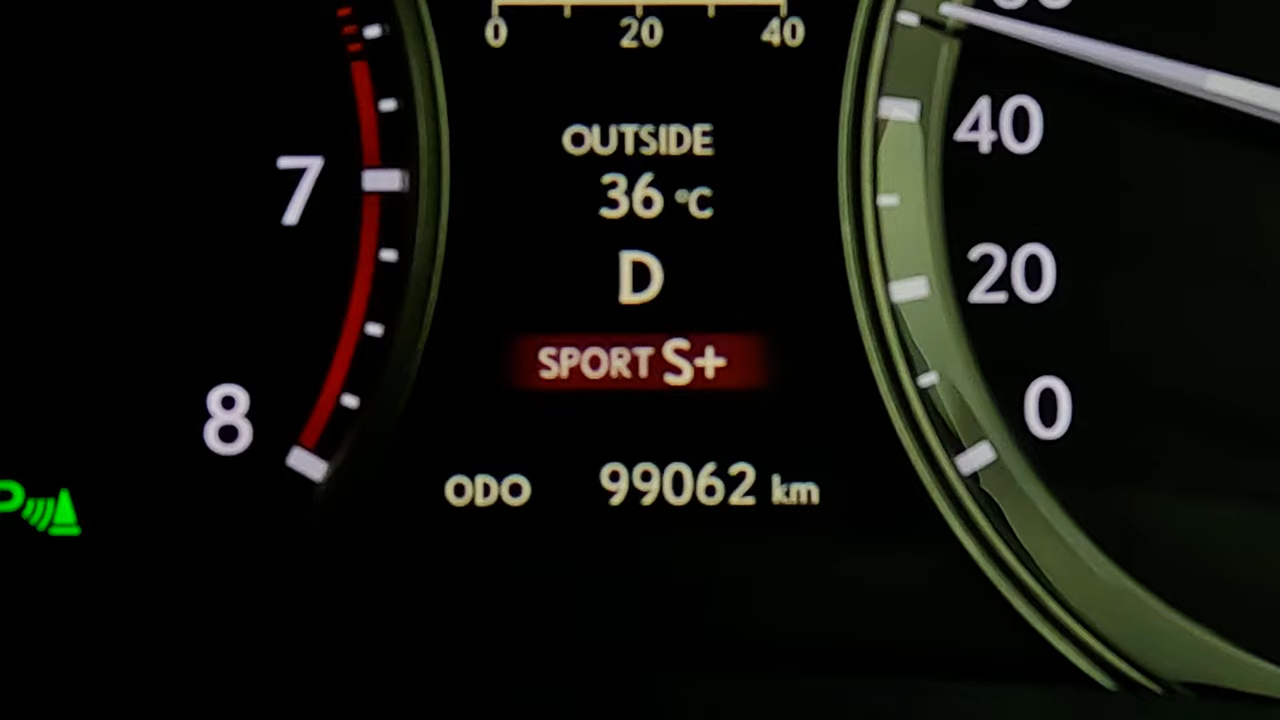 0 20 40
OUTSIDE
36 °C
D
SPORT S+
ODO 99062 km
7
8
P
40
20
0